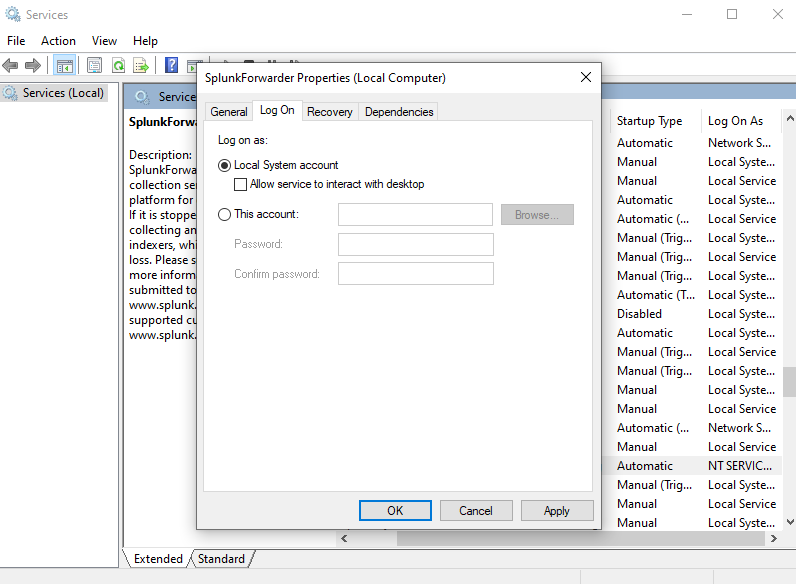 Services
File Action View Help
Services (Local)
SplunkForwarder Properties (Local Computer)
General Log On Recovery Dependencies
Log on as:
Local System account
Allow service to interact with desktop
This account:
Browse...
Password:
Confirm password:
OK Cancel Apply
Service
SplunkForwa
Description:
SplunkForwa
collection se
platform for
If it is stoppe
collecting an
indexers, whi
loss. Please s
more inform
submitted to
www.splunk.
supported cu
www.splunk.
Startup Type Log On As
Automatic Network S...
Manual Local Syste...
Manual Local Service
Automatic Local Syste...
Automatic (... Local Service
Manual (Trig... Local Syste...
Manual (Trig... Local Service
Manual (Trig... Local Syste...
Automatic (T... Local Syste...
Disabled Local Syste...
Automatic Local Syste...
Manual (Trig... Local Service
Manual (Trig... Local Syste...
Manual Local Syste...
Manual Local Service
Automatic (... Network S...
Manual Local Service
Automatic NT SERVIC...
Manual (Trig... Local Syste...
Manual Local Service
Manual Local Syste...
Extended Standard